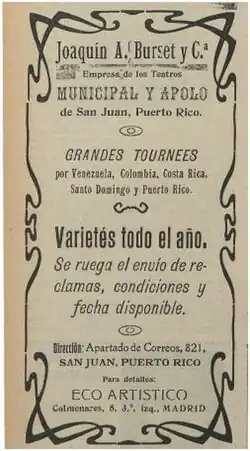 Joaquín A. Burset y C.ª
Empresa de los Teatros
MUNICIPAL Y APOLO
de San Juan, Puerto Rico.
GRANDES TOURNEES
por Venezuela, Colombia, Costa Rica,
Santo Domingo y Puerto Rico.
Varietés todo el año.
Se ruega el envío de re-
clamas, condiciones y
fecha disponible.
Dirección: Apartado de Correos, 821,
SAN JUAN, PUERTO RICO
Para detalles:
ECO ARTISTICO
Colmenares, 8, 3.º, izq., MADRID